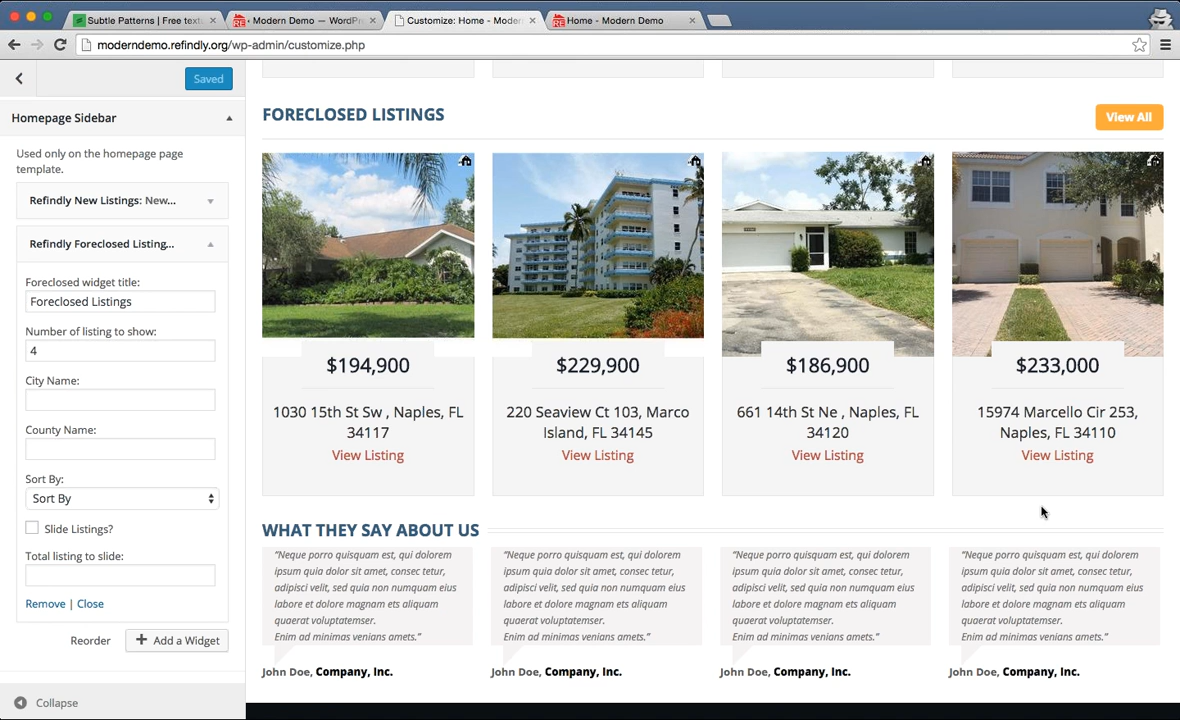 Subtle Patterns | Free textu
Modern Demo — WordPr
Customize: Home - Modern
Home - Modern Demo
moderndemo.refindly.org/wp-admin/customize.php
Saved
Homepage Sidebar
Used only on the homepage page
template.
Refindly New Listings: New...
Refindly Foreclosed Listing...
Foreclosed widget title:
Foreclosed Listings
Number of listing to show:
4
City Name:
County Name:
Sort By:
Sort By
Slide Listings?
Total listing to slide:
Remove | Close
Reorder
Add a Widget
Collapse
FORECLOSED LISTINGS
View All
$194,900
1030 15th St Sw , Naples, FL
34117
View Listing
$229,900
220 Seaview Ct 103, Marco
Island, FL 34145
View Listing
$186,900
661 14th St Ne , Naples, FL
34120
View Listing
$233,000
15974 Marcello Cir 253,
Naples, FL 34110
View Listing
WHAT THEY SAY ABOUT US
“Neque porro quisquam est, qui dolorem
ipsum quia dolor sit amet, consec tetur,
adipisci velit, sed quia non numquam eius
labore et dolore magnam ets aliquam
quaerat voluptatemser.
Enim ad minimas venians amets.”
John Doe, Company, Inc.
“Neque porro quisquam est, qui dolorem
ipsum quia dolor sit amet, consec tetur,
adipisci velit, sed quia non numquam eius
labore et dolore magnam ets aliquam
quaerat voluptatemser.
Enim ad minimas venians amets.”
John Doe, Company, Inc.
“Neque porro quisquam est, qui dolorem
ipsum quia dolor sit amet, consec tetur,
adipisci velit, sed quia non numquam eius
labore et dolore magnam ets aliquam
quaerat voluptatemser.
Enim ad minimas venians amets.”
John Doe, Company, Inc.
“Neque porro quisquam est, qui dolorem
ipsum quia dolor sit amet, consec tetur,
adipisci velit, sed quia non numquam eius
labore et dolore magnam ets aliquam
quaerat voluptatemser.
Enim ad minimas venians amets.”
John Doe, Company, Inc.